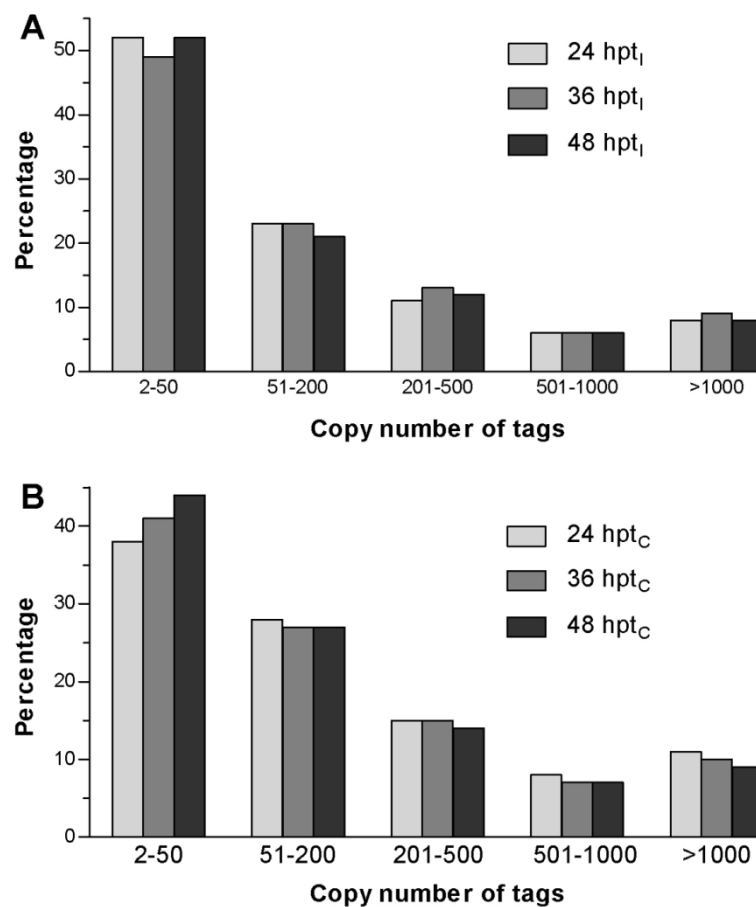 A
24 hptI
36 hptI
48 hptI
Percentage
50
40
30
20
10
0
2-50 51-200 201-500 501-1000 >1000
Copy number of tags
B
24 hptC
36 hptC
48 hptC
Percentage
40
30
20
10
0
2-50 51-200 201-500 501-1000 >1000
Copy number of tags